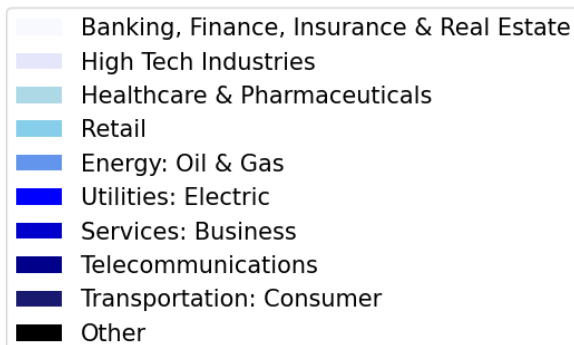 Banking, Finance, Insurance & Real Estate
High Tech Industries
Healthcare & Pharmaceuticals
Retail
Energy: Oil & Gas
Utilities: Electric
Services: Business
Telecommunications
Transportation: Consumer
Other